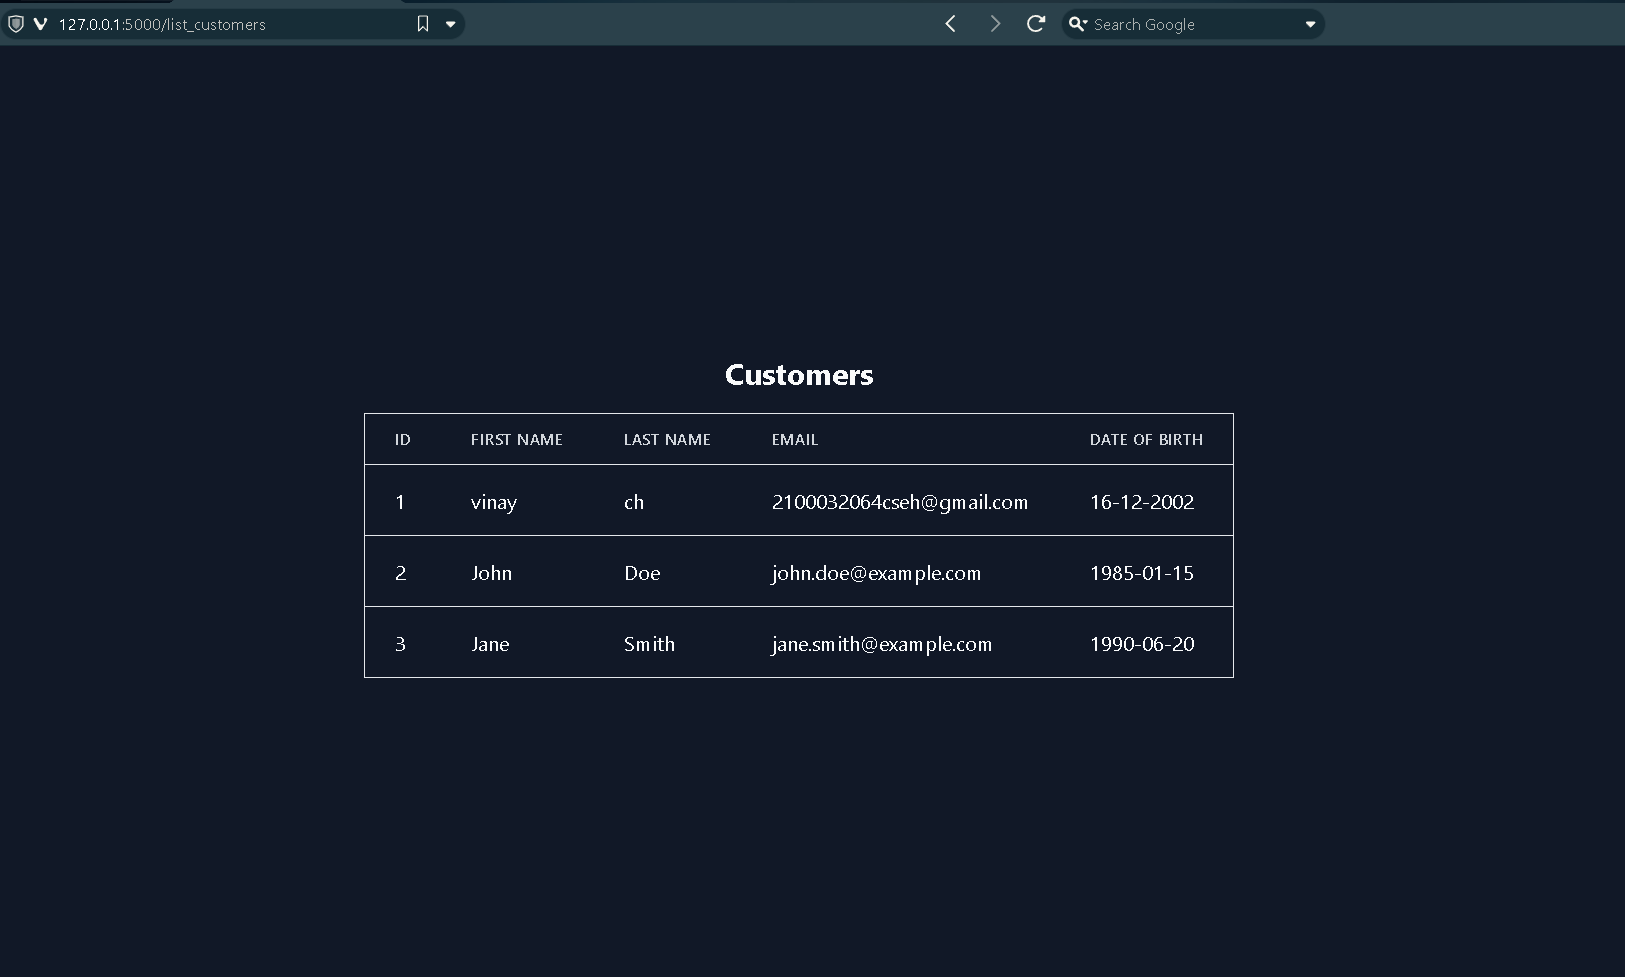 127.0.0.1:5000/list_customers Search Google
Customers
ID FIRST NAME LAST NAME EMAIL DATE OF BIRTH
1 vinay ch 2100032064cseh@gmail.com 16-12-2002
2 John Doe john.doe@example.com 1985-01-15
3 Jane Smith jane.smith@example.com 1990-06-20